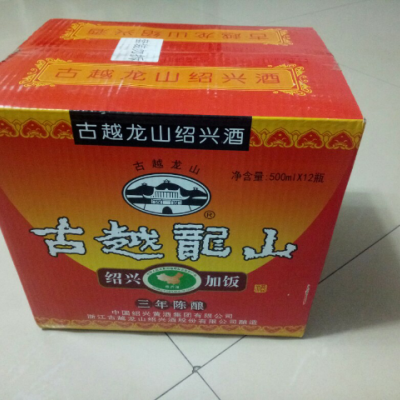 古越龙山绍兴酒
古越龙山绍兴酒
古越龙山
净含量:500ml×12瓶
®
古越龍山
绍兴 加饭
三年陈酿
中国绍兴黄酒集团有限公司
浙江古越龙山绍兴酒股份有限公司酿造